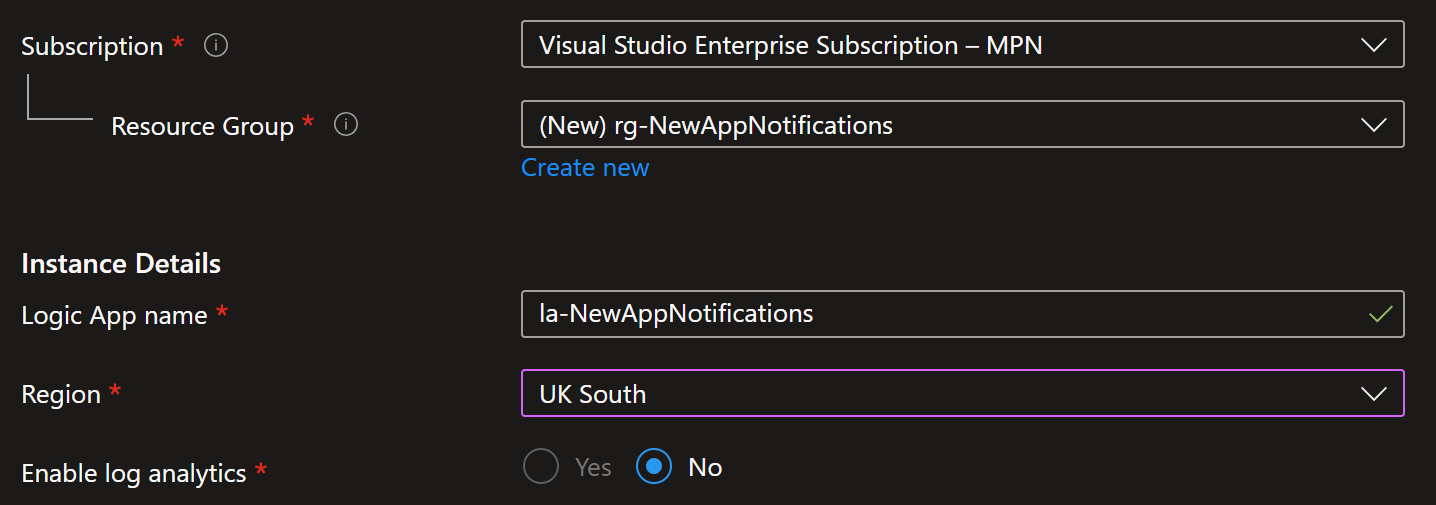 Subscription * Visual Studio Enterprise Subscription – MPN
Resource Group * (New) rg-NewAppNotifications
Create new
Instance Details
Logic App name * la-NewAppNotifications
Region * UK South
Enable log analytics * Yes No